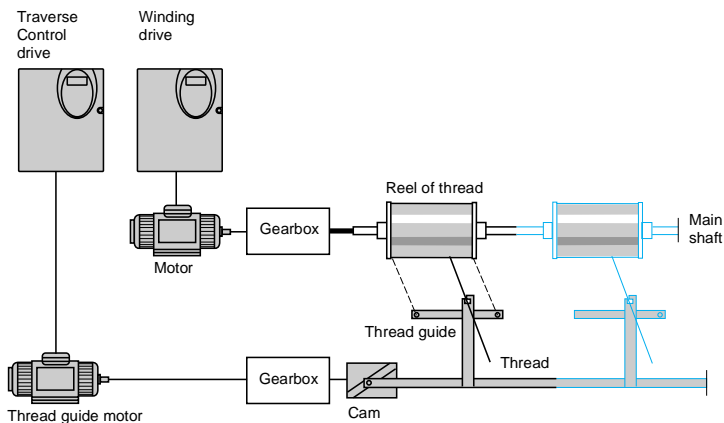 Traverse
Control
drive
Winding
drive
Reel of thread
Main
shaft
Gearbox
Motor
Thread guide
Thread
Gearbox
Cam
Thread guide motor